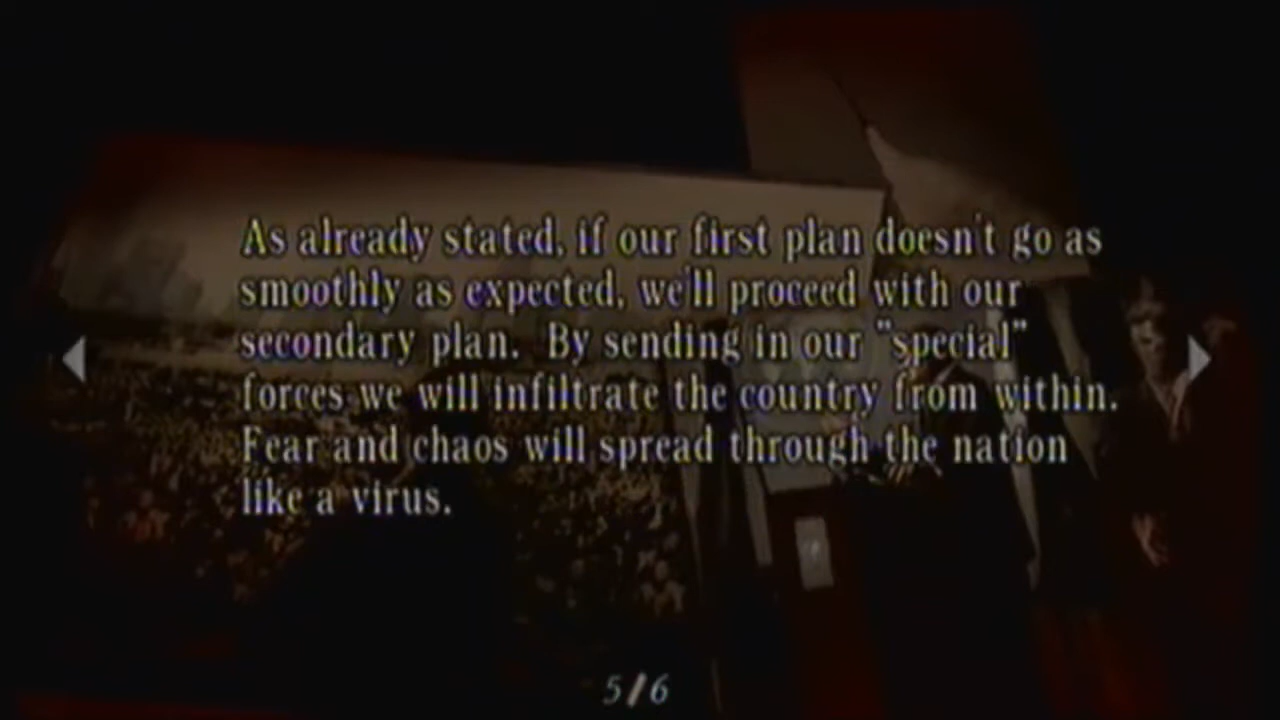 As already stated, if our first plan doesn't go as
smoothly as expected, we'll proceed with our
secondary plan. By sending in our "special"
forces we will infiltrate the country from within.
Fear and chaos will spread through the nation
like a virus.
5/6